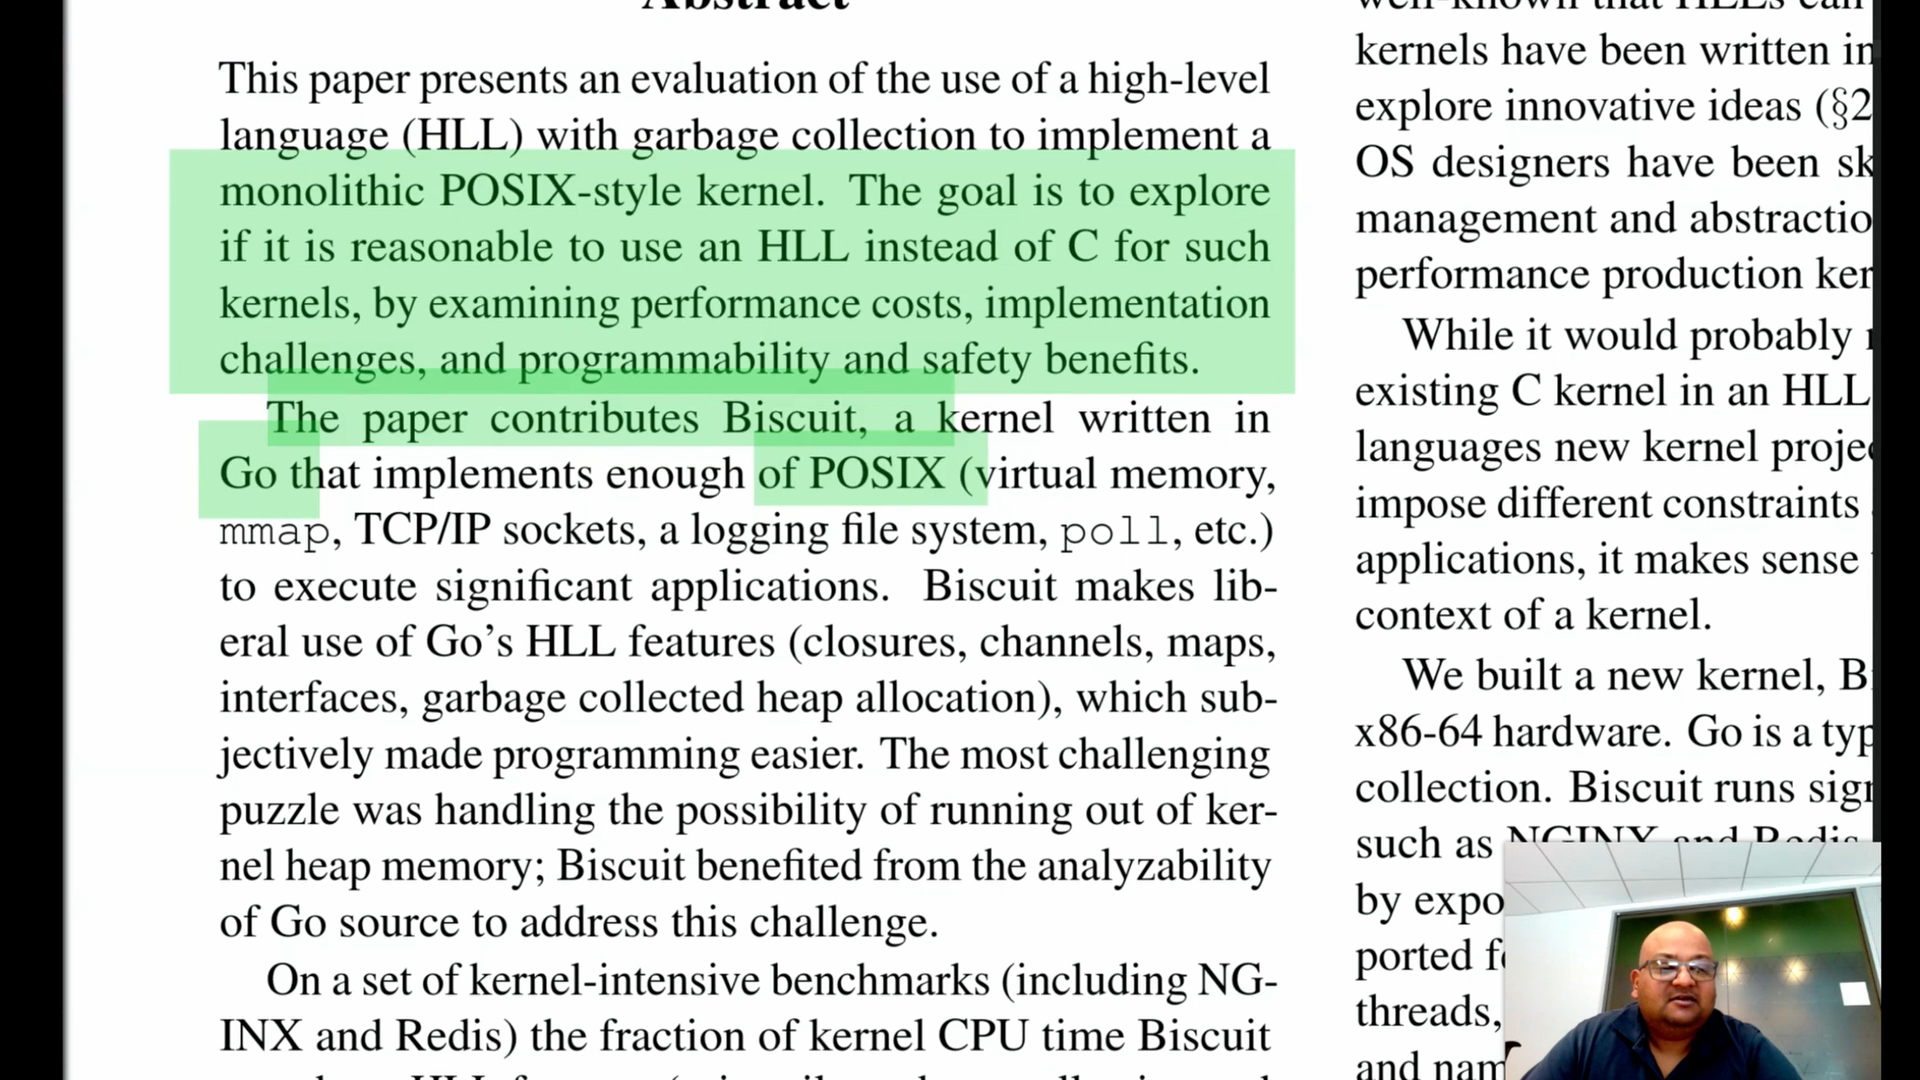 Abstract
This paper presents an evaluation of the use of a high-level
language (HLL) with garbage collection to implement a
monolithic POSIX-style kernel. The goal is to explore
if it is reasonable to use an HLL instead of C for such
kernels, by examining performance costs, implementation
challenges, and programmability and safety benefits.
The paper contributes Biscuit, a kernel written in
Go that implements enough of POSIX (virtual memory,
mmap, TCP/IP sockets, a logging file system, poll, etc.)
to execute significant applications. Biscuit makes lib-
eral use of Go's HLL features (closures, channels, maps,
interfaces, garbage collected heap allocation), which sub-
jectively made programming easier. The most challenging
puzzle was handling the possibility of running out of ker-
nel heap memory; Biscuit benefited from the analyzability
of Go source to address this challenge.
On a set of kernel-intensive benchmarks (including NG-
INX and Redis) the fraction of kernel CPU time Biscuit
well-known that HLLs can
kernels have been written in
explore innovative ideas (§2
OS designers have been sk
management and abstractio
performance production ker
While it would probably
existing C kernel in an HLL
languages new kernel projec
impose different constraints
applications, it makes sense
context of a kernel.
We built a new kernel, B
x86-64 hardware. Go is a typ
collection. Biscuit runs sign
such as NGINX and Redis
by expo
ported f
threads,
and nam